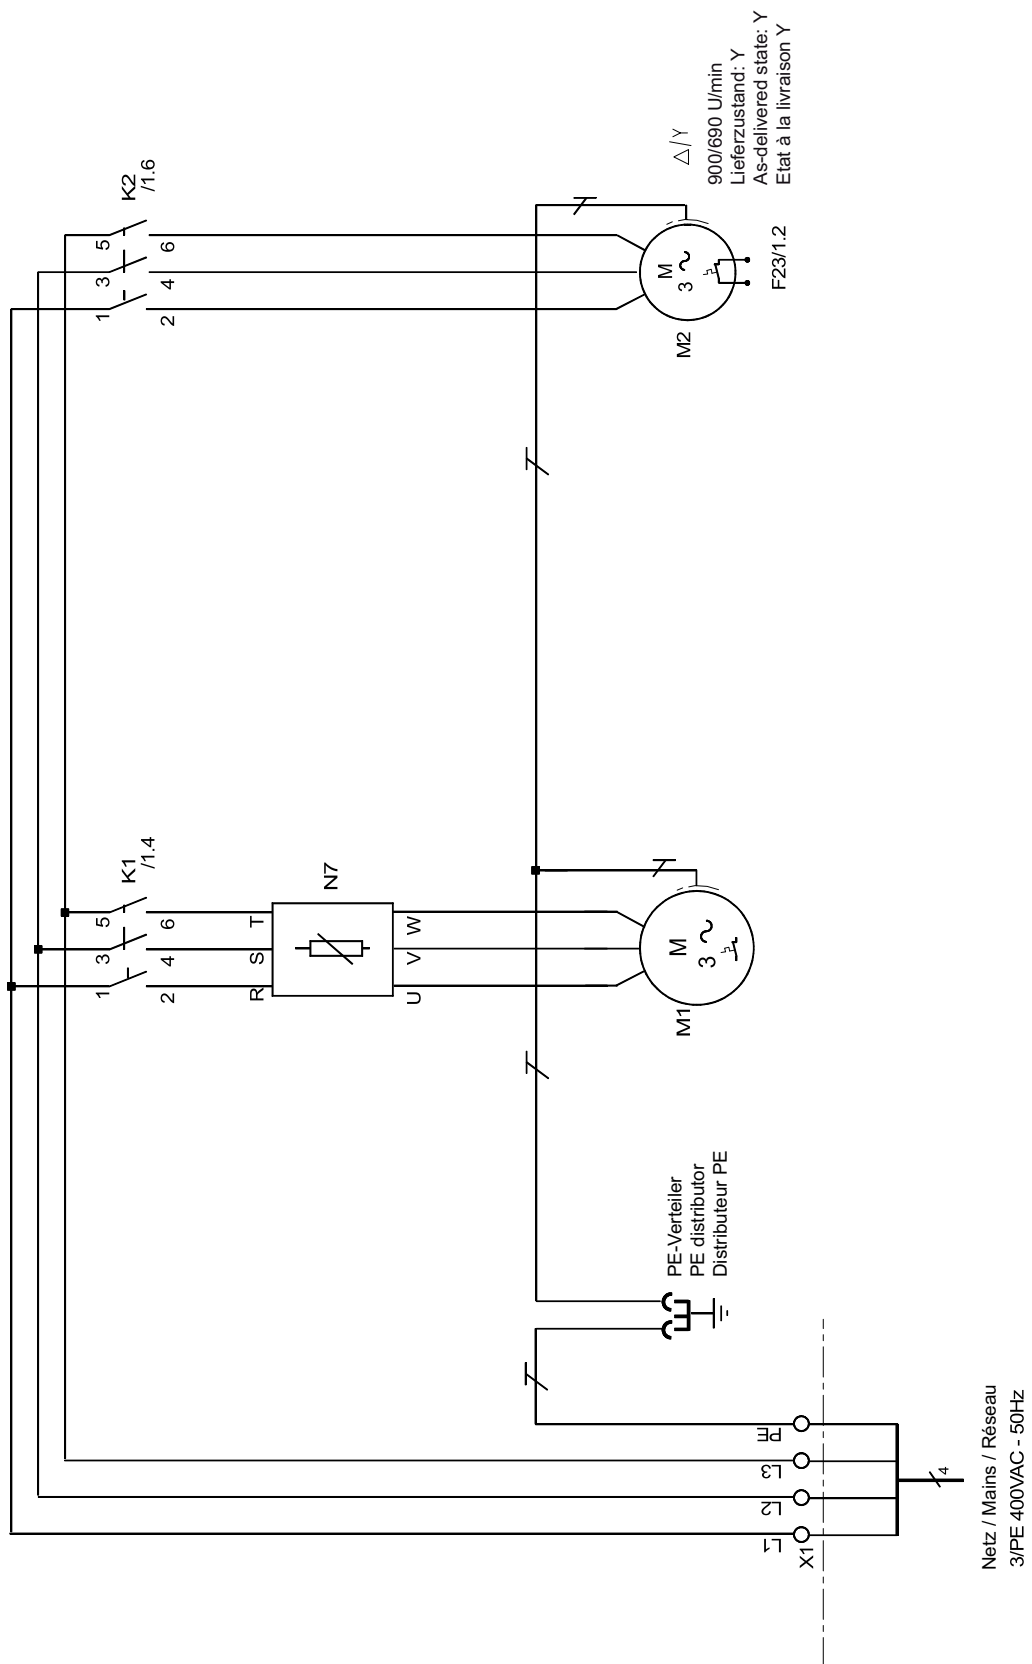 K1
/1.4
K2
/1.6
1
3
5
2
4
6
1
3
5
2
4
6
R
S
T
N7
U
V
W
M1
M
3
M2
M
3
F23/1.2
△/Y
900/690 U/min
Lieferzustand: Y
As-delivered state: Y
Etat à la livraison Y
PE-Verteiler
PE distributor
Distributeur PE
L1
L2
L3
PE
X1
4
Netz / Mains / Réseau
3/PE 400VAC - 50Hz